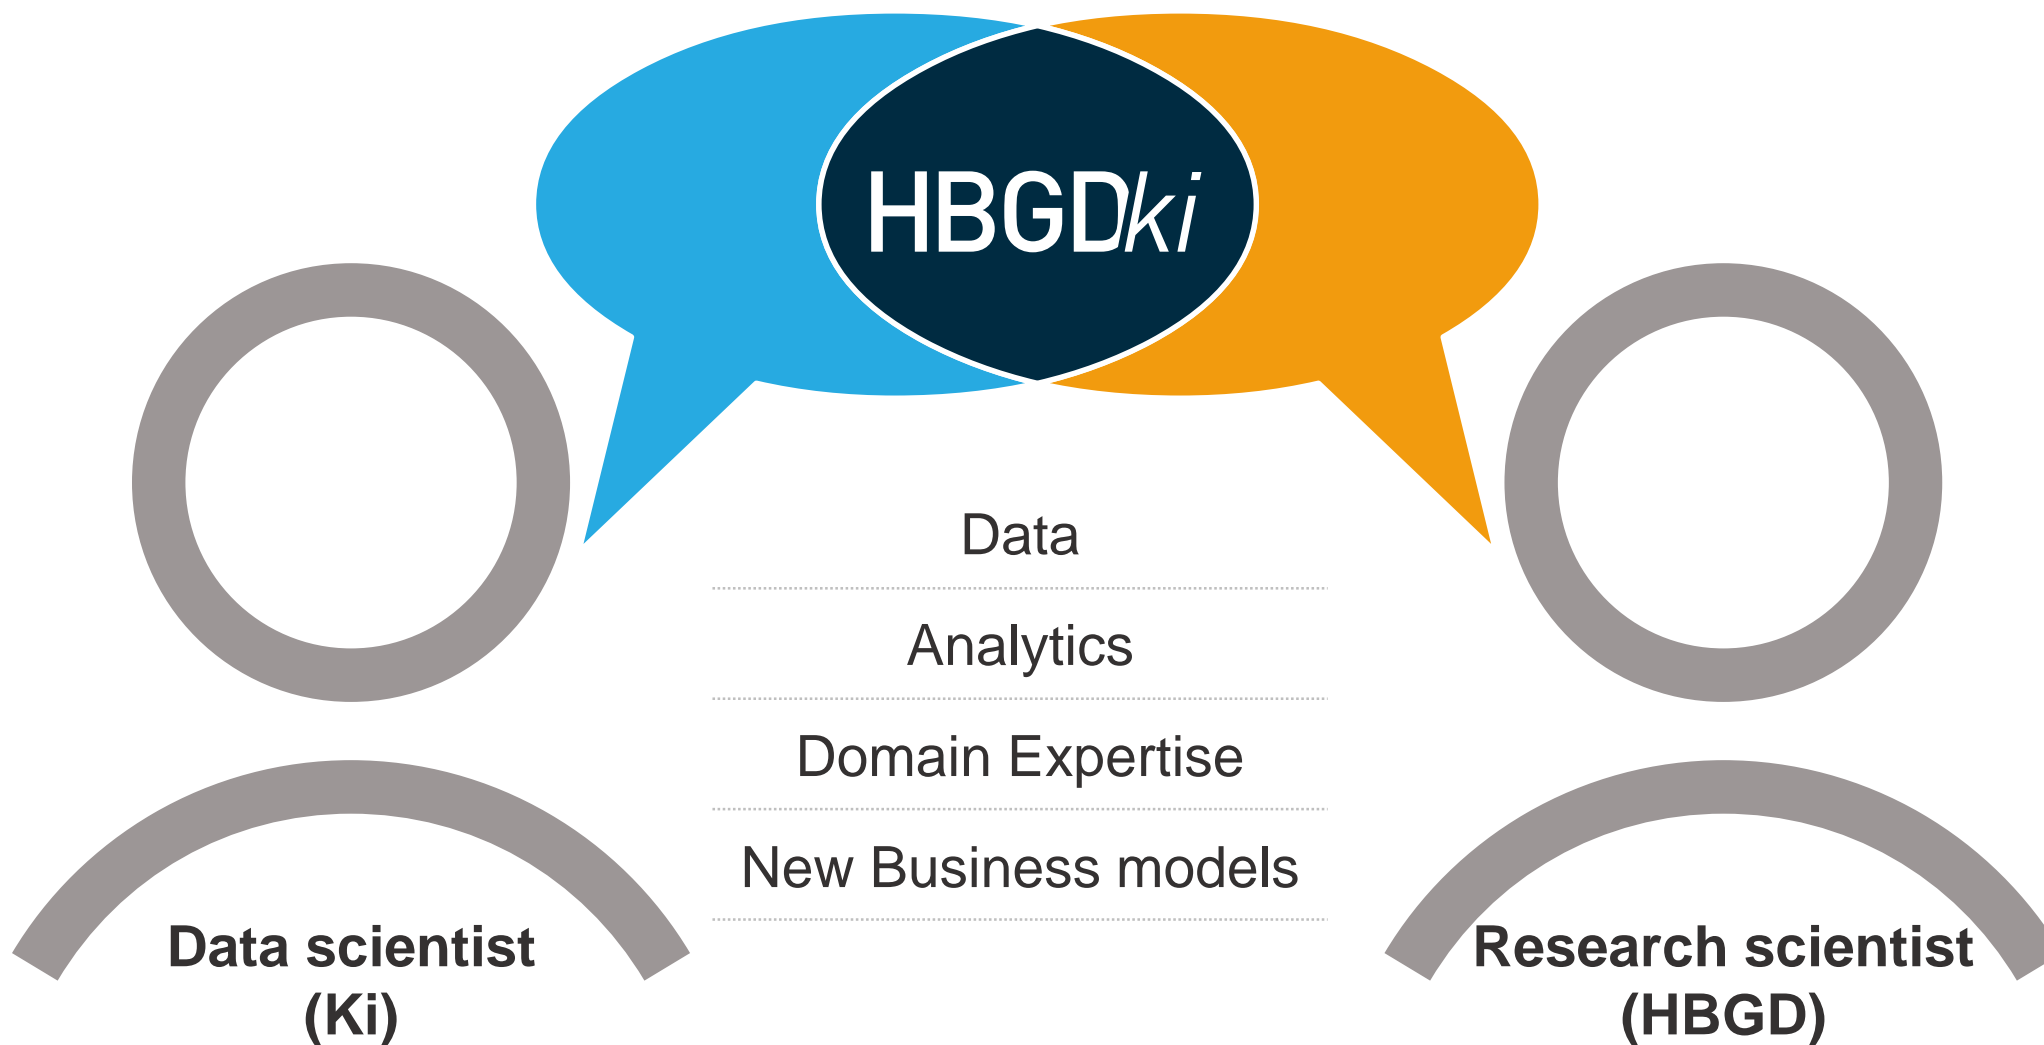 HBGDki
Data
Analytics
Domain Expertise
New Business models
Data scientist
(Ki)
Research scientist
(HBGD)